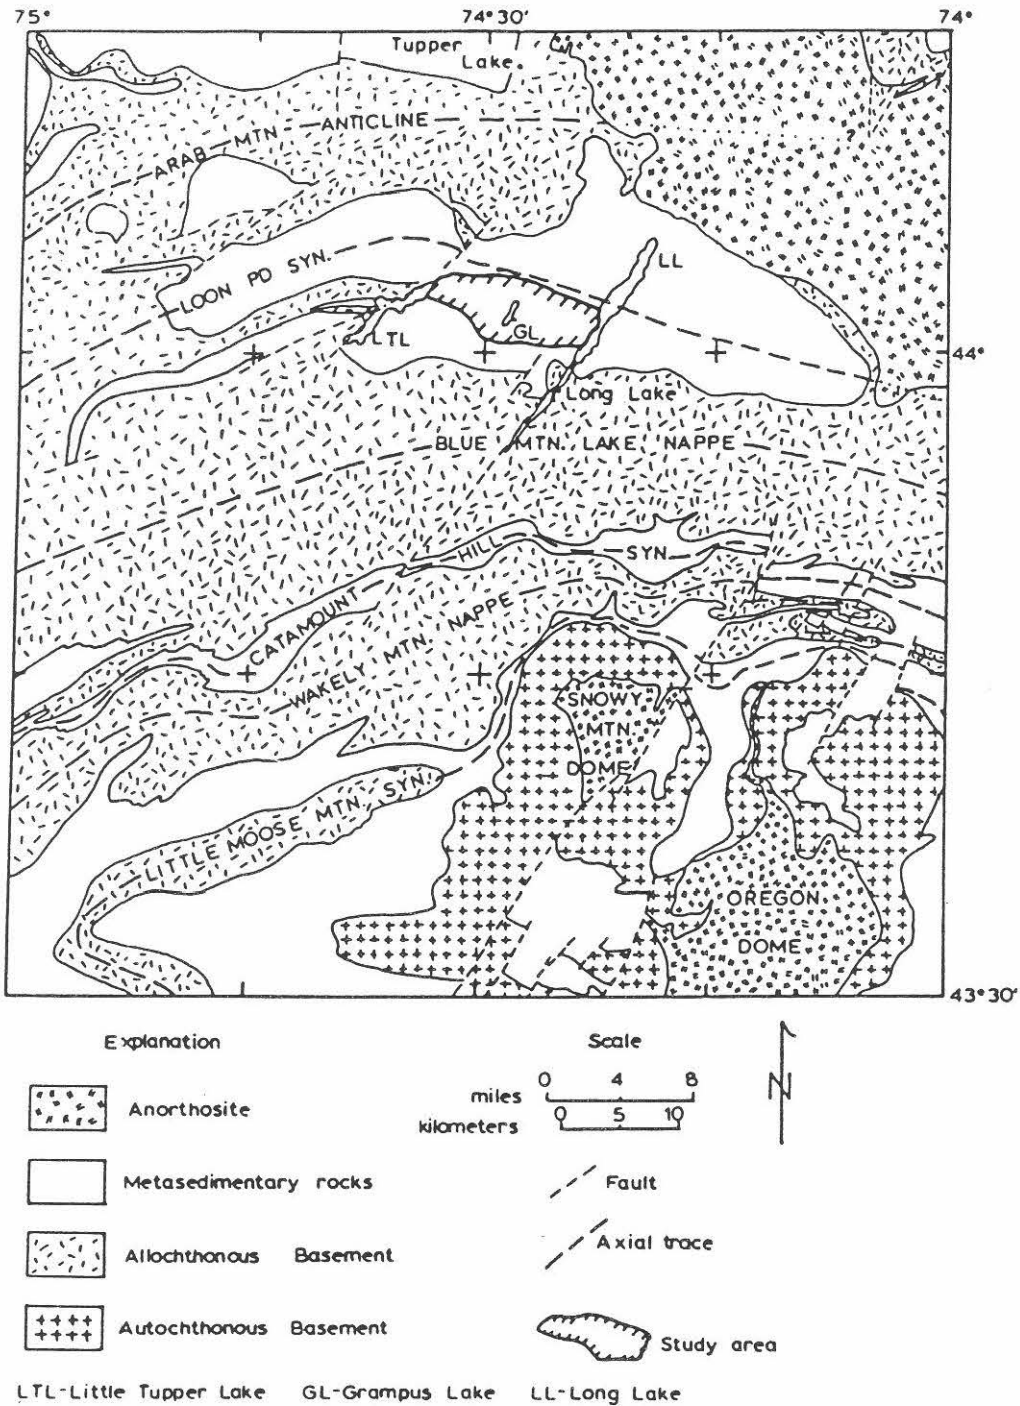 75°
74°30'
74°
Tupper
Lake.
ARAB MTN ANTICLINE
?
LOON PD SYN.
LL
GL
LTL
44°
Long Lake
BLUE MTN. LAKE NAPPE
CATAMOUNT HILL SYN.
WAKELY MTN. NAPPE
SNOWY
MTN.
DOME
LITTLE MOOSE MTN. SYN.
OREGON
DOME
43°30'
Explanation
Scale
N
Anorthosite
miles 0 4 8
kilometers 0 5 10
Metasedimentary rocks
Fault
Allochthonous Basement
Axial trace
Autochthonous Basement
Study area
LTL-Little Tupper Lake GL-Grampus Lake LL-Long Lake